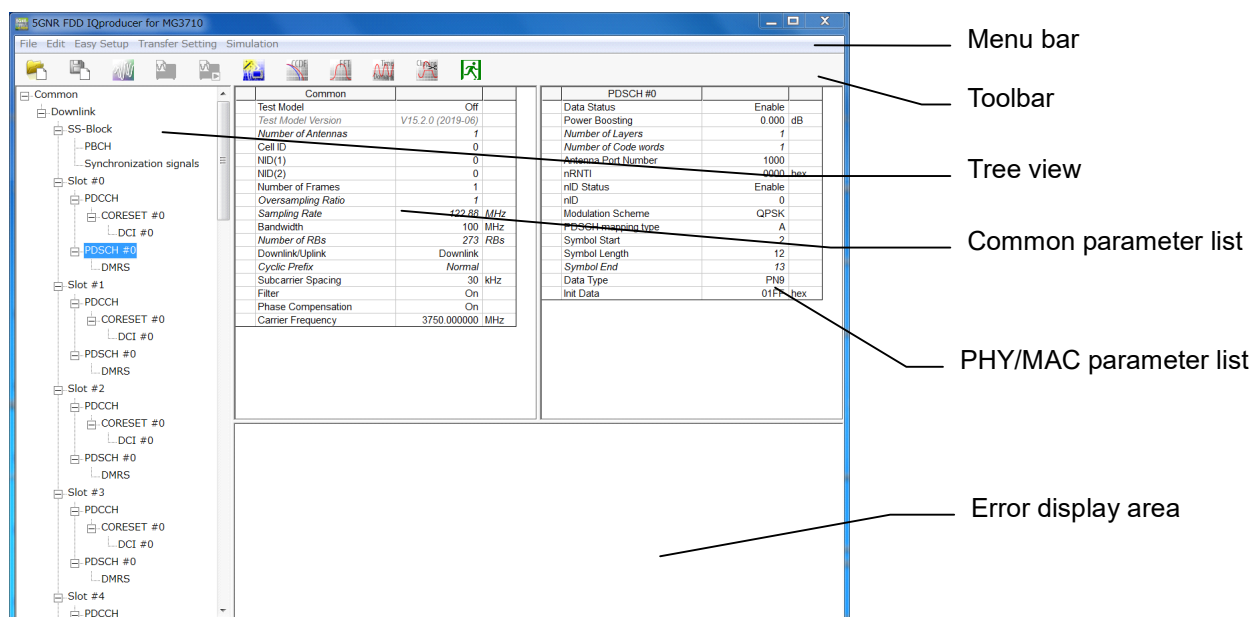 5GNR FDD IQproducer for MG3710
File Edit Easy Setup Transfer Setting Simulation
Menu bar
Toolbar
Tree view
Common parameter list
PHY/MAC parameter list
Error display area
Common
Downlink
SS-Block
PBCH
Synchronization signals
Slot #0
PDCCH
CORESET #0
DCI #0
PDSCH #0
DMRS
Slot #1
PDCCH
CORESET #0
DCI #0
PDSCH #0
DMRS
Slot #2
PDCCH
CORESET #0
DCI #0
PDSCH #0
DMRS
Slot #3
PDCCH
CORESET #0
DCI #0
PDSCH #0
DMRS
Slot #4
PDCCH
Common
Test Model Off
Test Model Version V15.2.0 (2019-06)
Number of Antennas 1
Cell ID 0
NID(1) 0
NID(2) 0
Number of Frames 1
Oversampling Ratio 1
Sampling Rate 122.88 MHz
Bandwidth 100 MHz
Number of RBs 273 RBs
Downlink/Uplink Downlink
Cyclic Prefix Normal
Subcarrier Spacing 30 kHz
Filter On
Phase Compensation On
Carrier Frequency 3750.000000 MHz
PDSCH #0
Data Status Enable
Power Boosting 0.000 dB
Number of Layers 1
Number of Code words 1
Antenna Port Number 1000
nRNTI 0000 hex
nID Status Enable
nID 0
Modulation Scheme QPSK
PDSCH mapping type A
Symbol Start 2
Symbol Length 12
Symbol End 13
Data Type PN9
Init Data 01FF hex